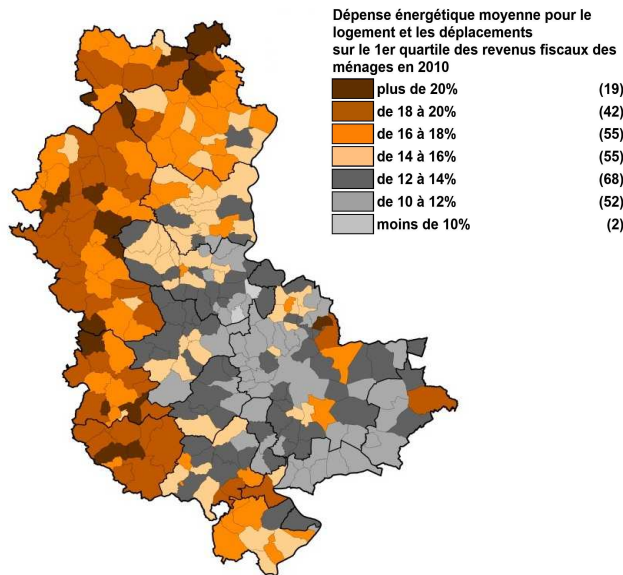 Dépense énergétique moyenne pour le
logement et les déplacements
sur le 1er quartile des revenus fiscaux des
ménages en 2010
plus de 20% (19)
de 18 à 20% (42)
de 16 à 18% (55)
de 14 à 16% (55)
de 12 à 14% (68)
de 10 à 12% (52)
moins de 10% (2)